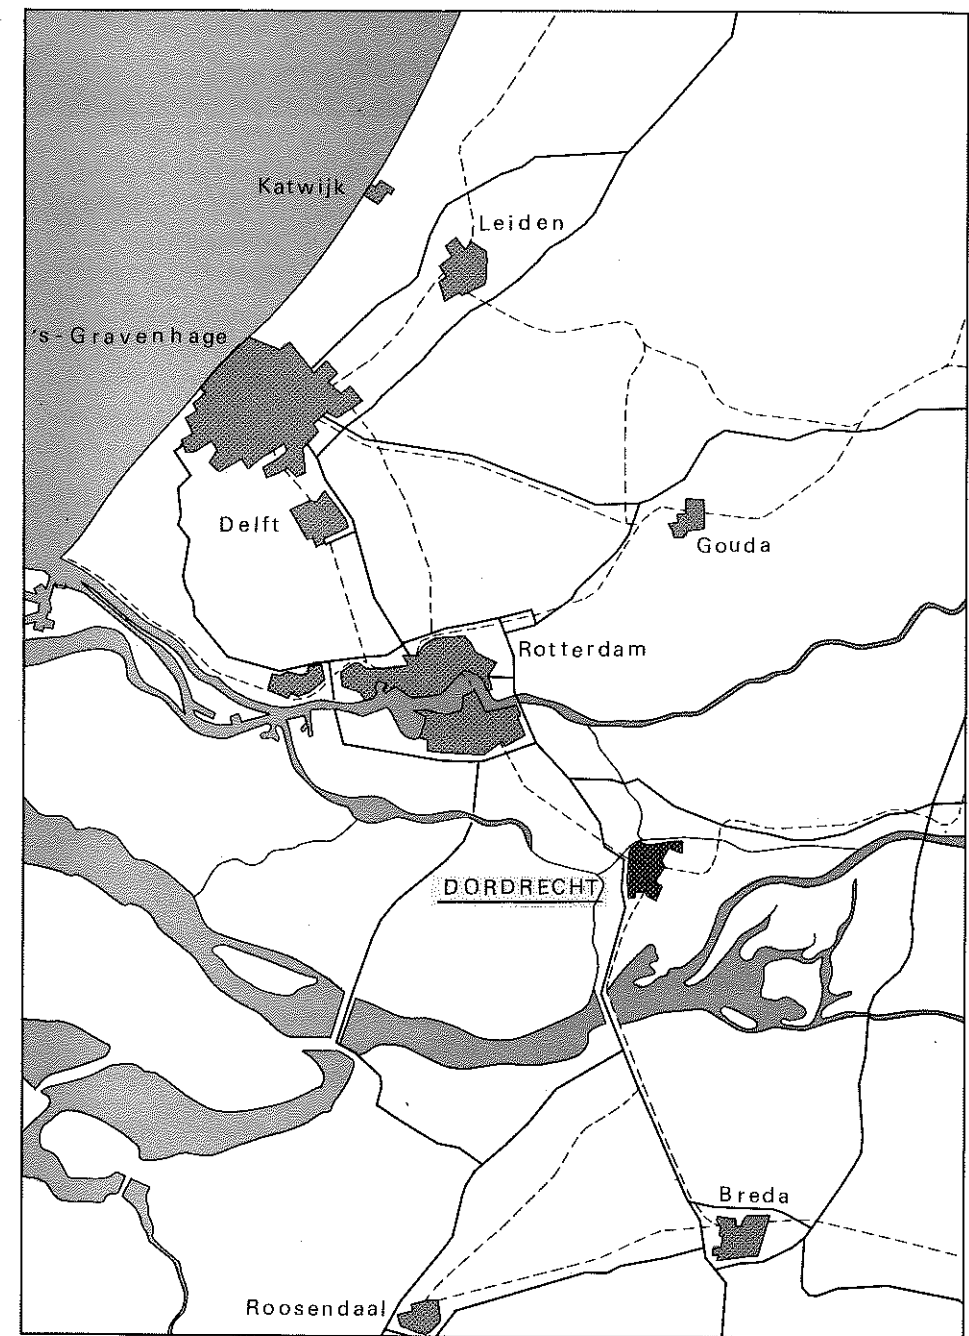 Katwijk
Leiden
's-Gravenhage
Delft
Gouda
Rotterdam
DORDRECHT
Breda
Roosendaal